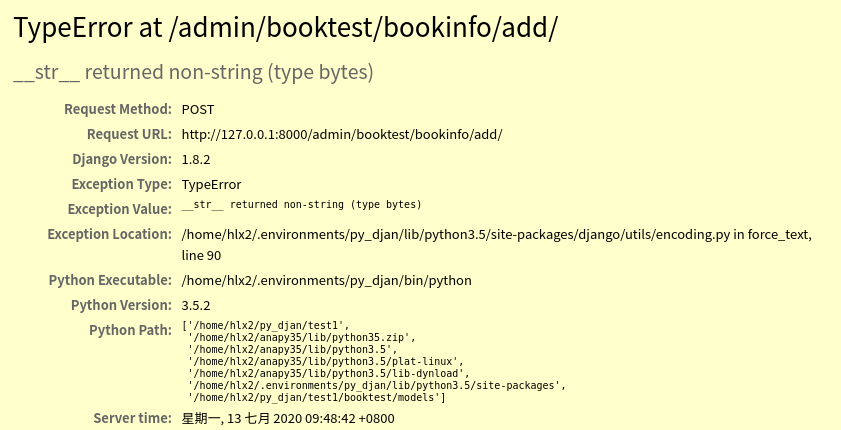 TypeError at /admin/booktest/bookinfo/add/
__str__ returned non-string (type bytes)
Request Method: POST
Request URL: http://127.0.0.1:8000/admin/booktest/bookinfo/add/
Django Version: 1.8.2
Exception Type: TypeError
Exception Value: __str__ returned non-string (type bytes)
Exception Location: /home/hlx2/.environments/py_djan/lib/python3.5/site-packages/django/utils/encoding.py in force_text,
line 90
Python Executable: /home/hlx2/.environments/py_djan/bin/python
Python Version: 3.5.2
Python Path: ['/home/hlx2/py_djan/test1',
'/home/hlx2/anapy35/lib/python35.zip',
'/home/hlx2/anapy35/lib/python3.5',
'/home/hlx2/anapy35/lib/python3.5/plat-linux',
'/home/hlx2/anapy35/lib/python3.5/lib-dynload',
'/home/hlx2/.environments/py_djan/lib/python3.5/site-packages',
'/home/hlx2/py_djan/test1/booktest/models']
Server time: 星期一, 13 七月 2020 09:48:42 +0800